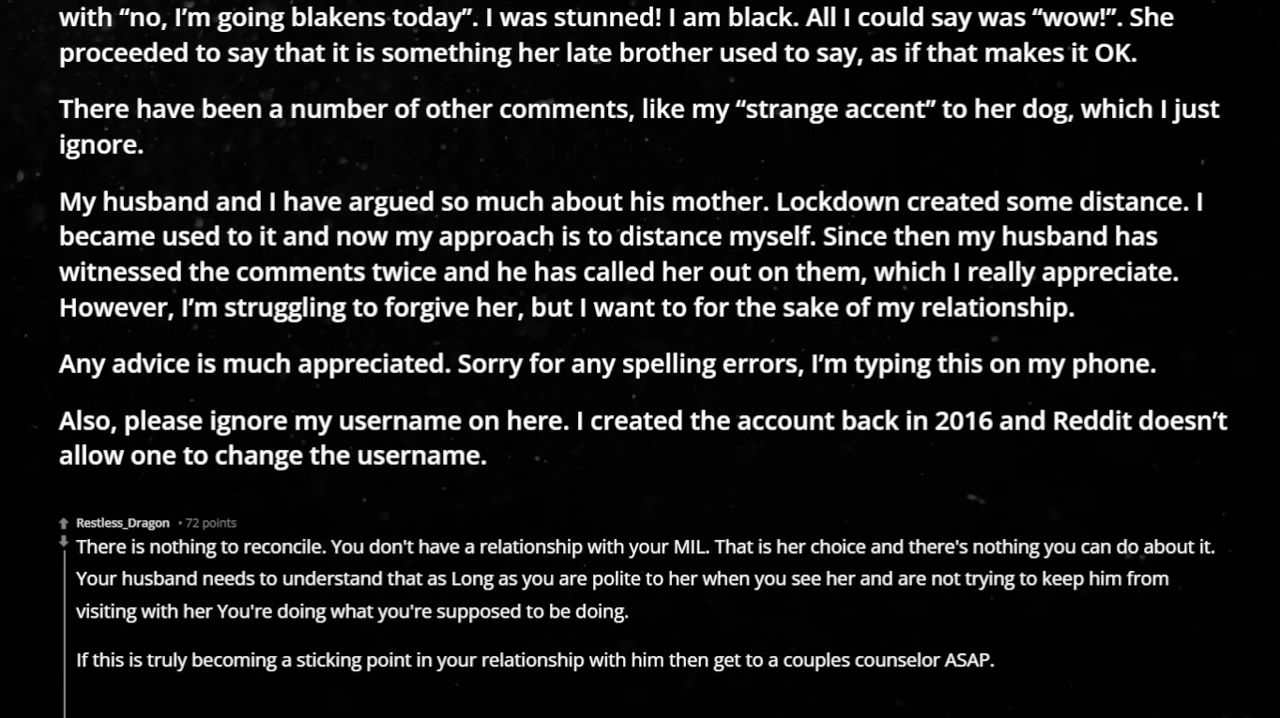 with “no, I’m going blakens today”. I was stunned! I am black. All I could say was “wow!”. She
proceeded to say that it is something her late brother used to say, as if that makes it OK.
There have been a number of other comments, like my “strange accent” to her dog, which I just
ignore.
My husband and I have argued so much about his mother. Lockdown created some distance. I
became used to it and now my approach is to distance myself. Since then my husband has
witnessed the comments twice and he has called her out on them, which I really appreciate.
However, I’m struggling to forgive her, but I want to for the sake of my relationship.
Any advice is much appreciated. Sorry for any spelling errors, I’m typing this on my phone.
Also, please ignore my username on here. I created the account back in 2016 and Reddit doesn’t
allow one to change the username.
Restless_Dragon • 72 points
There is nothing to reconcile. You don't have a relationship with your MIL. That is her choice and there's nothing you can do about it.
Your husband needs to understand that as Long as you are polite to her when you see her and are not trying to keep him from
visiting with her You're doing what you're supposed to be doing.
If this is truly becoming a sticking point in your relationship with him then get to a couples counselor ASAP.